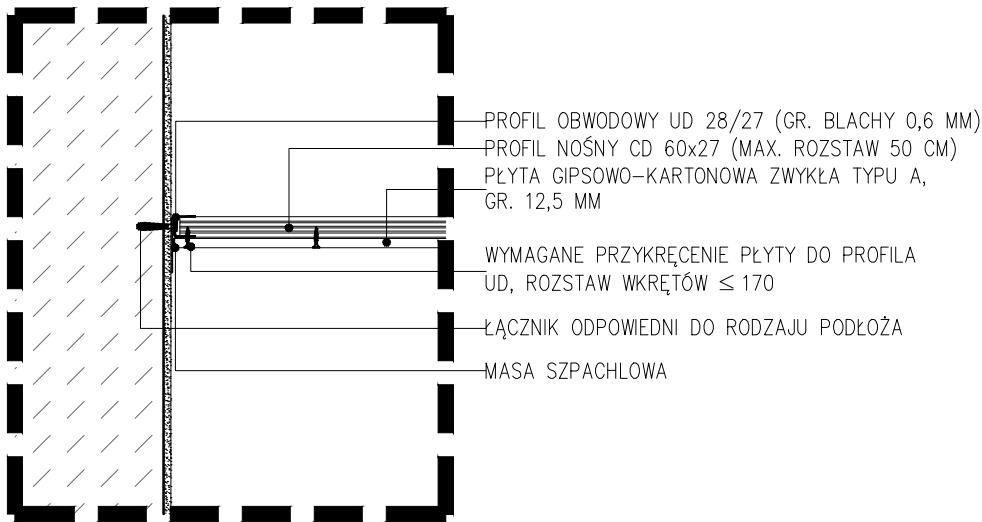 PROFIL OBWODOWY UD 28/27 (GR. BLACHY 0,6 MM)
PROFIL NOŚNY CD 60x27 (MAX. ROZSTAW 50 CM)
PŁYTA GIPSOWO-KARTONOWA ZWYKŁA TYPU A,
GR. 12,5 MM
WYMAGANE PRZYKRĘCENIE PŁYTY DO PROFILA
UD, ROZSTAW WKRĘTÓW ≤ 170
ŁĄCZNIK ODPOWIEDNI DO RODZAJU PODŁOŻA
MASA SZPACHLOWA